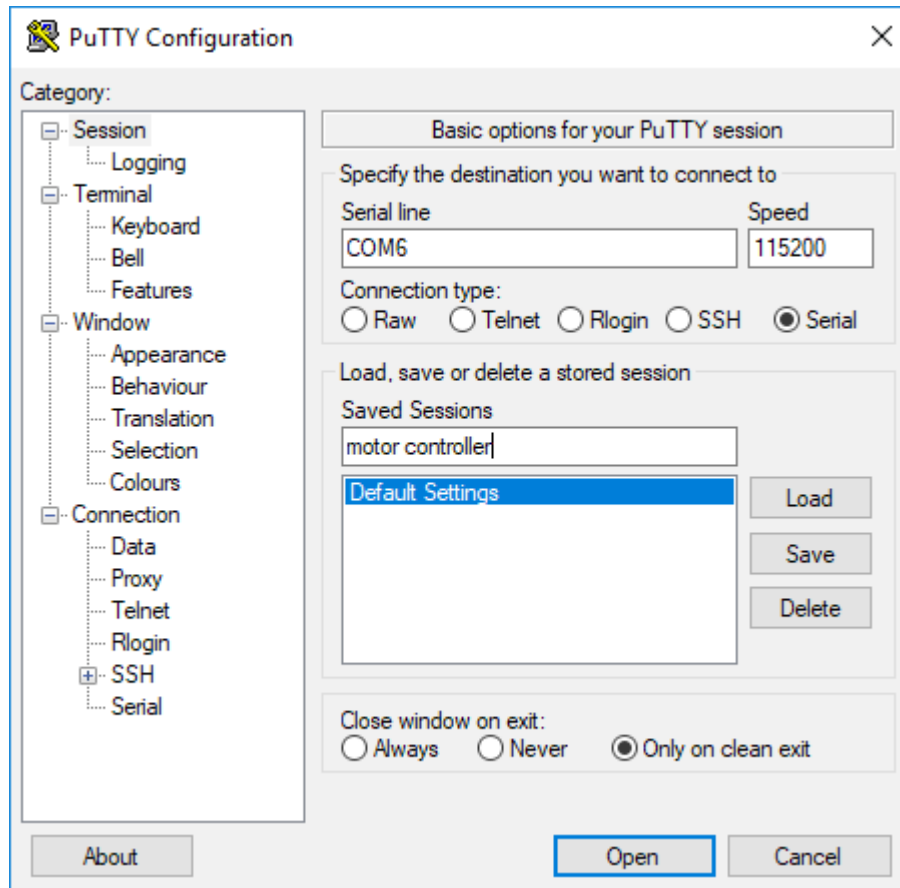 PuTTY Configuration
Category:
Session
Logging
Terminal
Keyboard
Bell
Features
Window
Appearance
Behaviour
Translation
Selection
Colours
Connection
Data
Proxy
Telnet
Rlogin
SSH
Serial
Basic options for your PuTTY session
Specify the destination you want to connect to
Serial line Speed
COM6 115200
Connection type:
Raw Telnet Rlogin SSH Serial
Load, save or delete a stored session
Saved Sessions
motor controller
Default Settings
Load
Save
Delete
Close window on exit:
Always Never Only on clean exit
About Open Cancel